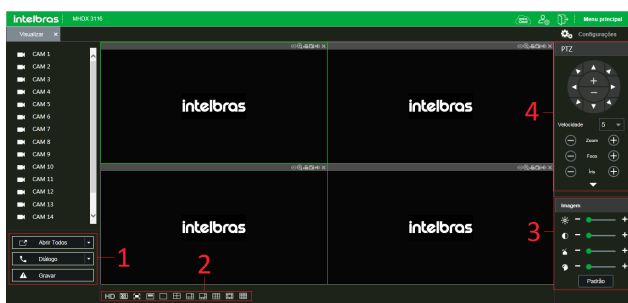 intelbras MHDX 3116 Menu principal
Visualizar × Configurações
CAM 1
CAM 2
CAM 3
CAM 4
CAM 5
CAM 6
CAM 7
CAM 8
CAM 9
CAM 10
CAM 11
CAM 12
CAM 13
CAM 14
Abrir Todos
Diálogo
Gravar
1
intelbras
intelbras
intelbras
intelbras
2
HD
PTZ
4
Velocidade 5
Zoom
Foco
Íris
Imagem
3
Padrão